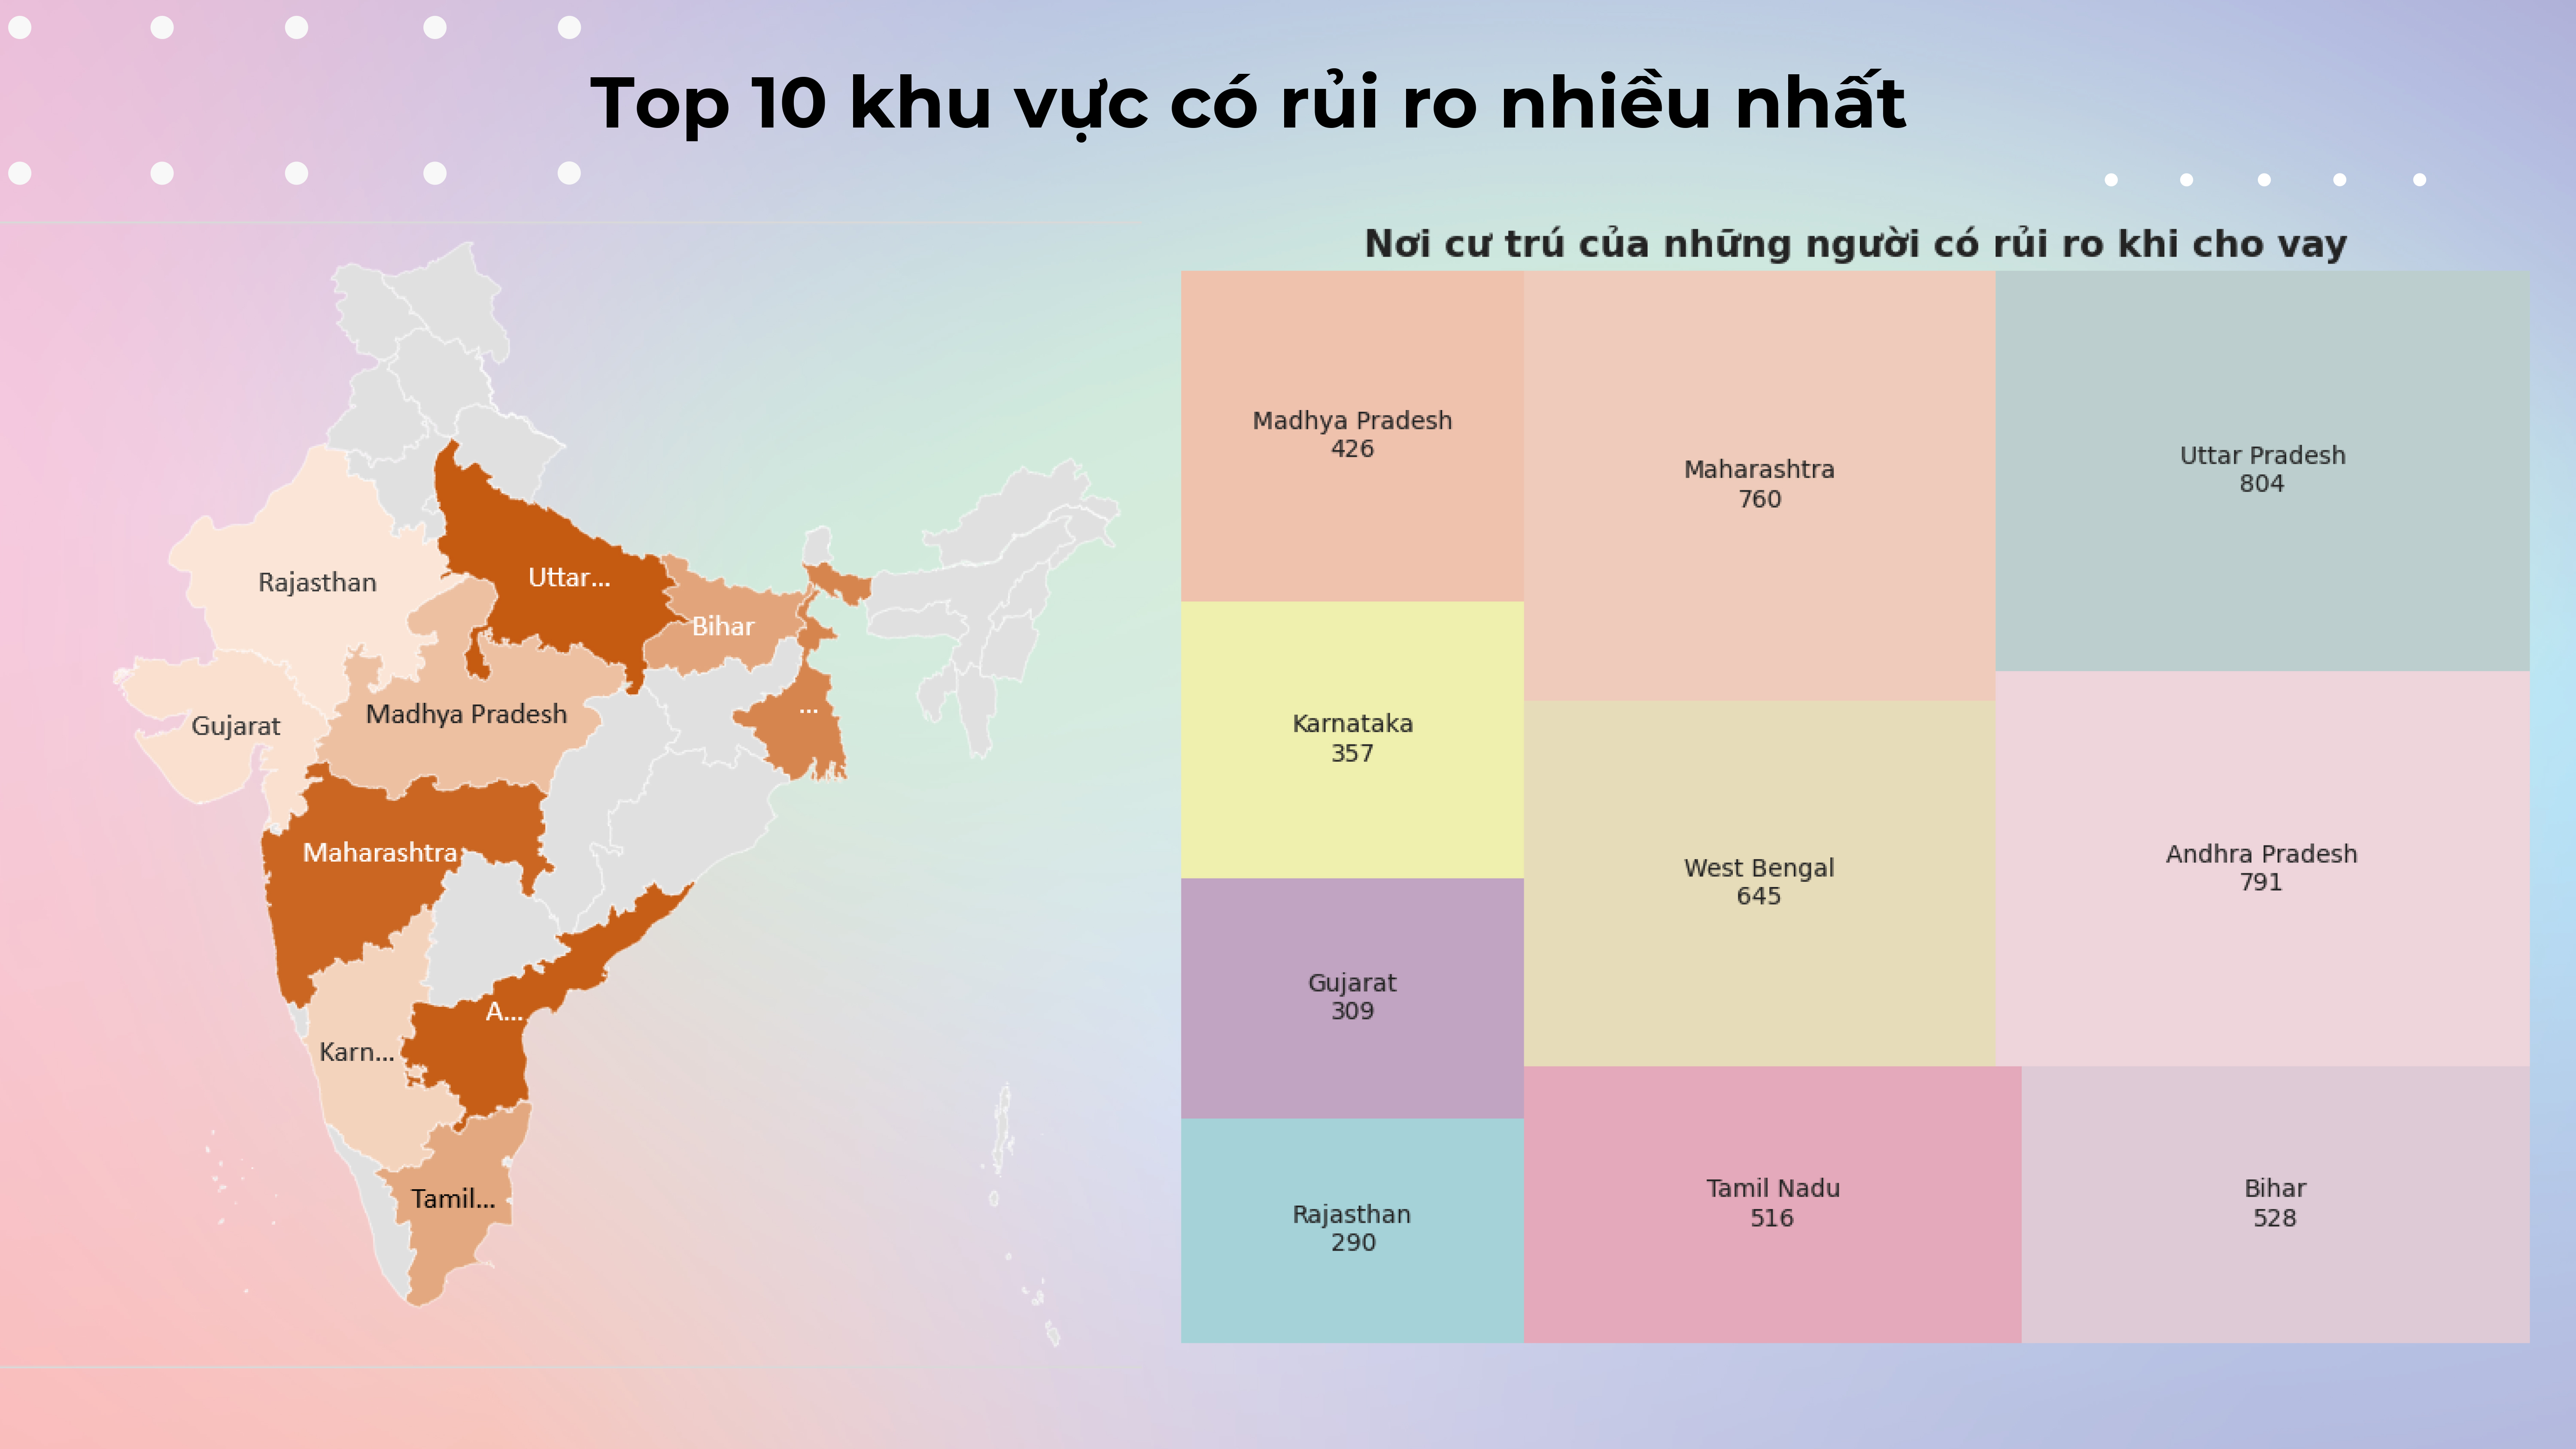 Top 10 khu vực có rủi ro nhiều nhất
Rajasthan
Uttar...
Bihar
...
Gujarat
Madhya Pradesh
Maharashtra
A...
Karn...
Tamil...
Nơi cư trú của những người có rủi ro khi cho vay
Madhya Pradesh
426
Maharashtra
760
Uttar Pradesh
804
Karnataka
357
West Bengal
645
Andhra Pradesh
791
Gujarat
309
Rajasthan
290
Tamil Nadu
516
Bihar
528